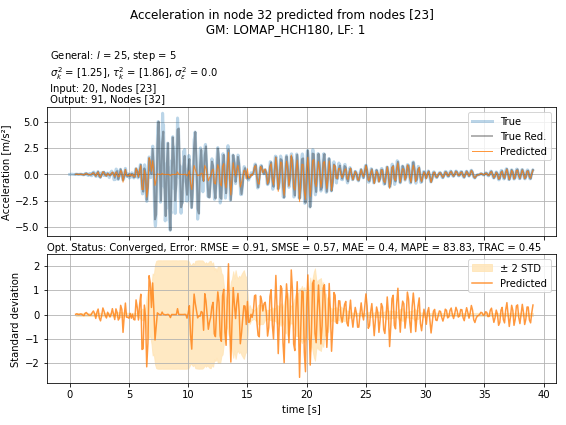 Acceleration in node 32 predicted from nodes [23]
GM: LOMAP_HCH180, LF: 1
General: l = 25, step = 5
σ²ₖ = [1.25], τ²ₖ = [1.86], σ²ε = 0.0
Input: 20, Nodes [23]
Output: 91, Nodes [32]
Acceleration [m/s²]
5.0
2.5
0.0
−2.5
−5.0
True
True Red.
Predicted
Opt. Status: Converged, Error: RMSE = 0.91, SMSE = 0.57, MAE = 0.4, MAPE = 83.83, TRAC = 0.45
Standard deviation
2
1
0
−1
−2
± 2 STD
Predicted
0 5 10 15 20 25 30 35 40
time [s]